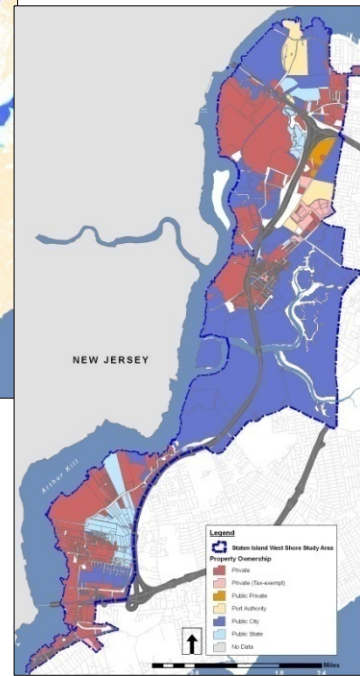 NEW JERSEY
Arthur Kill
Legend
Staten Island West Shore Study Area
Property Ownership
Private
Private (Tax-exempt)
Public Private
Port Authority
Public City
Public State
No Data
Miles